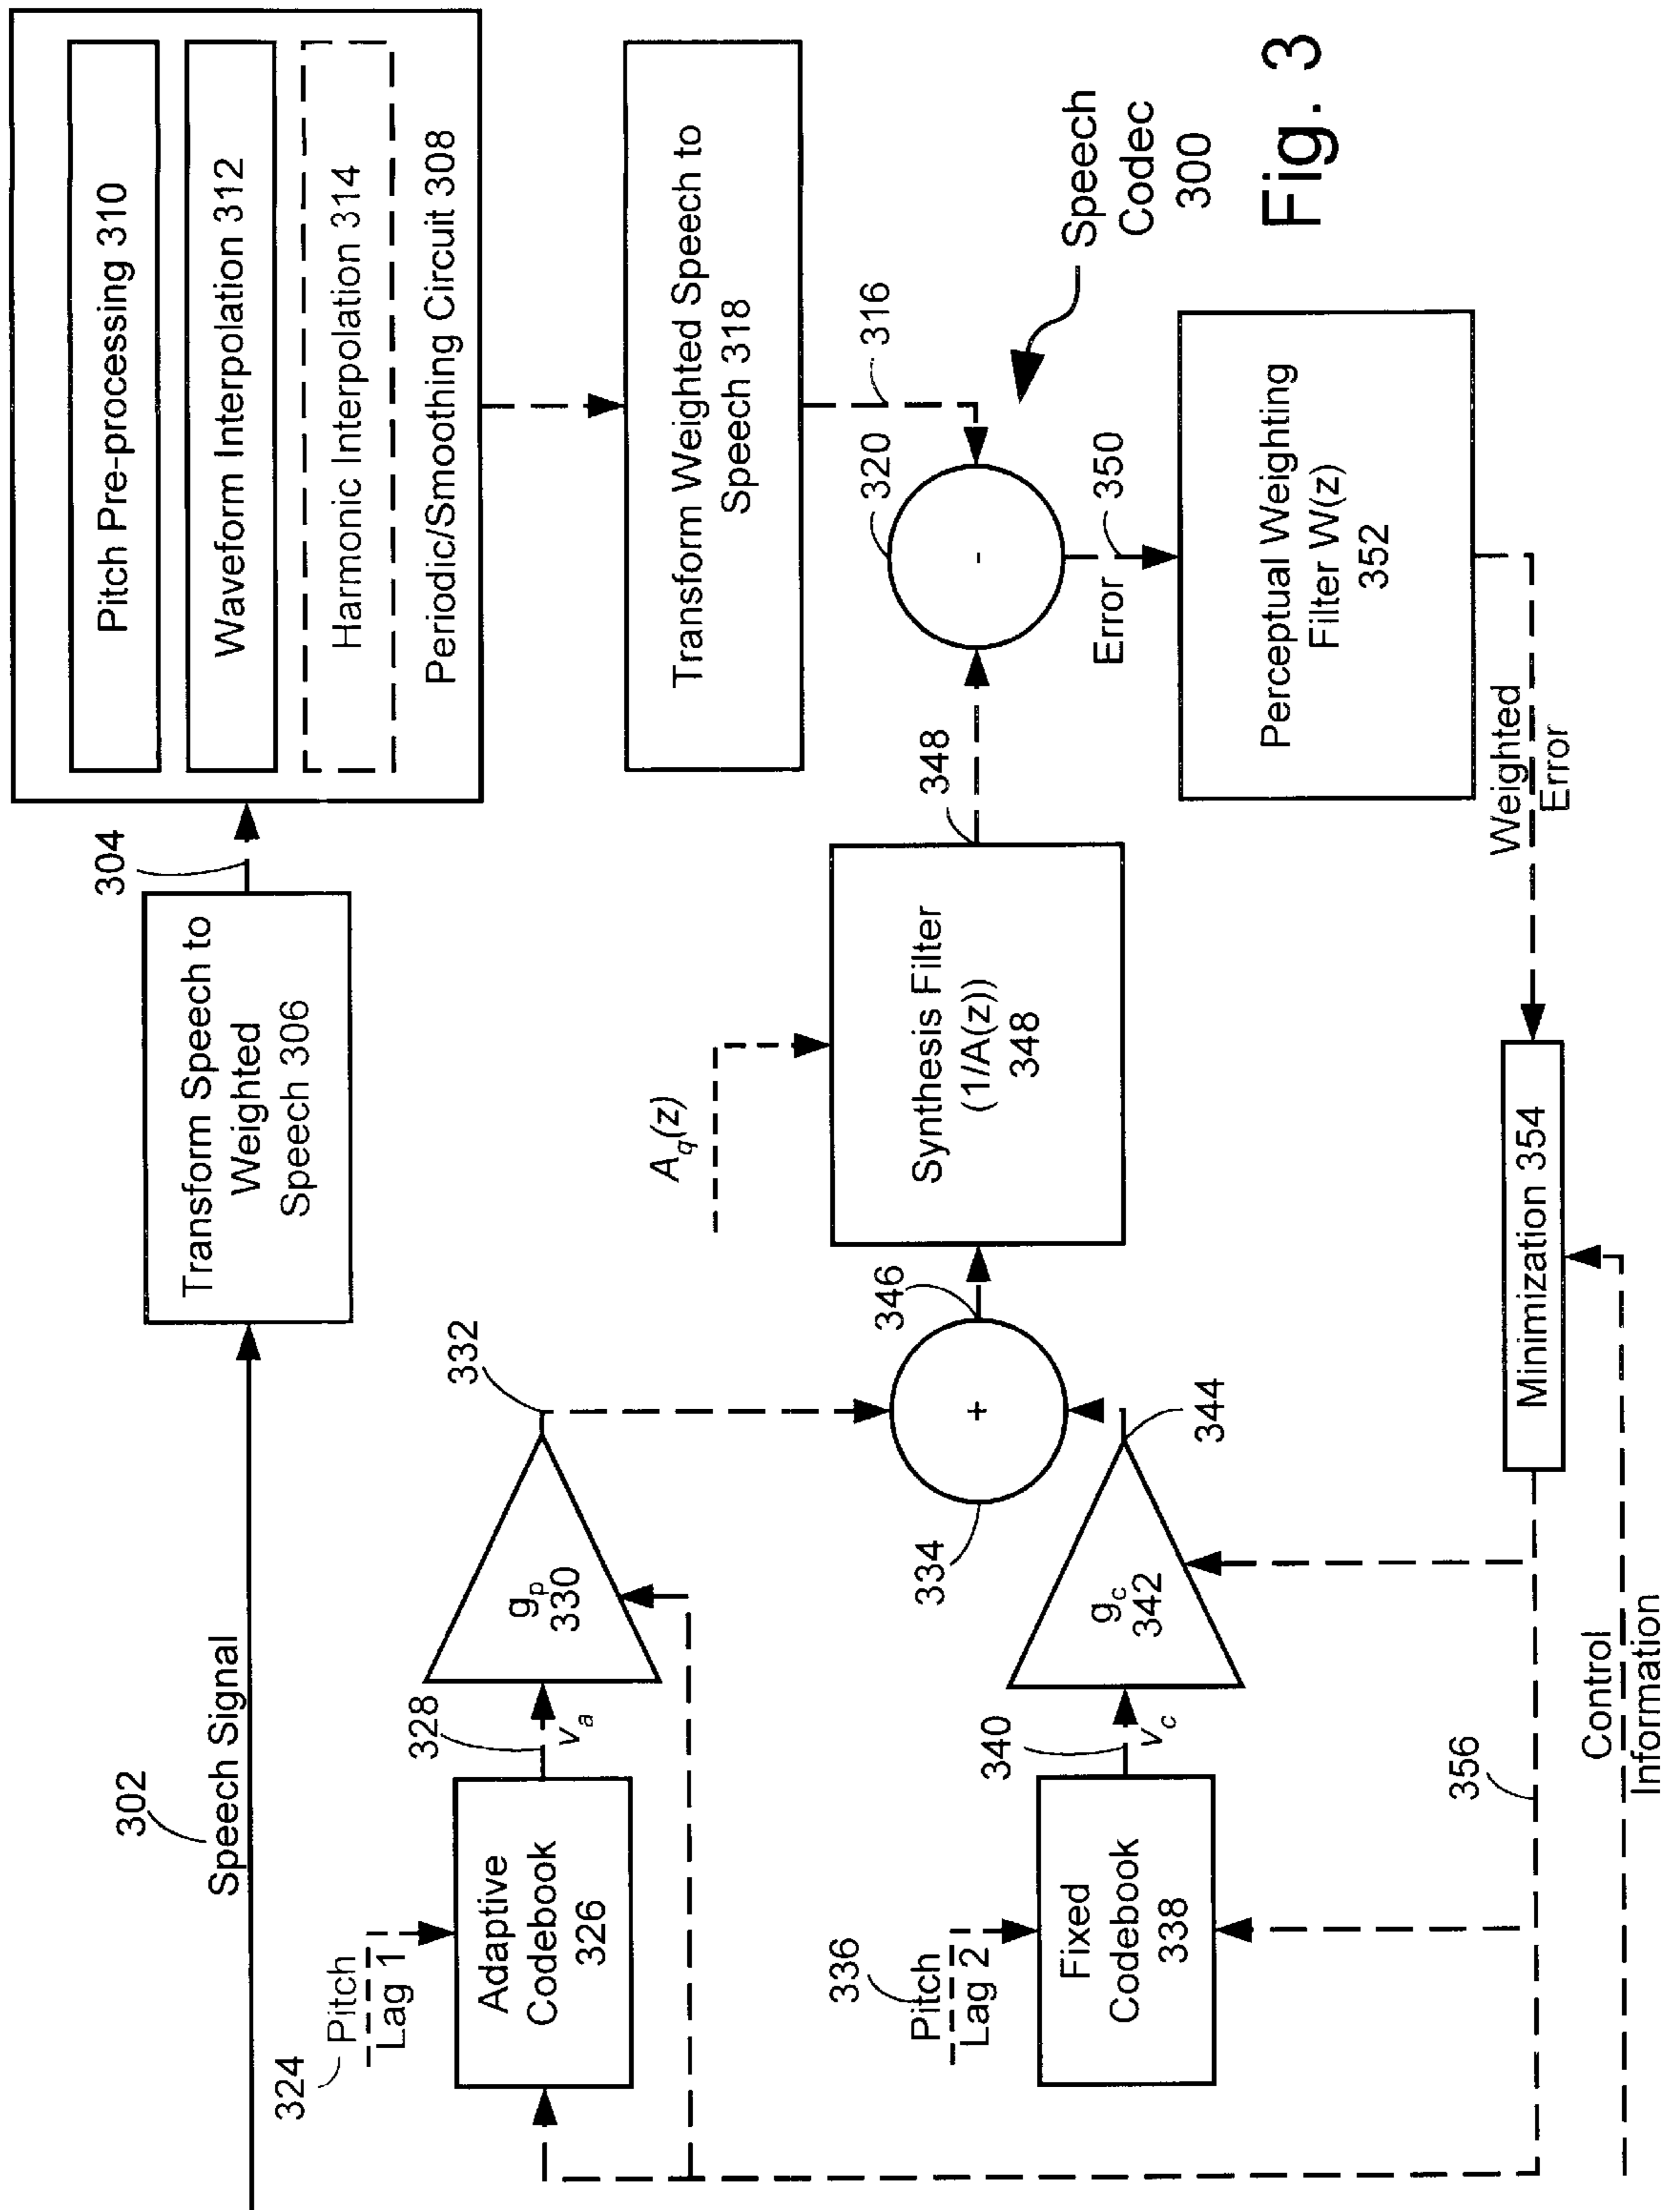 302
Speech Signal
Transform Speech to
Weighted
Speech 306
304
Pitch Pre-processing 310
Waveform Interpolation 312
Harmonic Interpolation 314
Periodic/Smoothing Circuit 308
324
Pitch
Lag 1
Adaptive
Codebook
326
328
va
gp
330
332
Aq(z)
Transform Weighted Speech to
Speech 318
316
336
Pitch
Lag 2
Fixed
Codebook
338
340
vc
gc
342
344
334
+
346
Synthesis Filter
(1/A(z))
348
348
320
-
Error
350
Speech
Codec
300
Perceptual Weighting
Filter W(z)
352
Weighted
Error
Minimization 354
356
Control
Information
Fig. 3